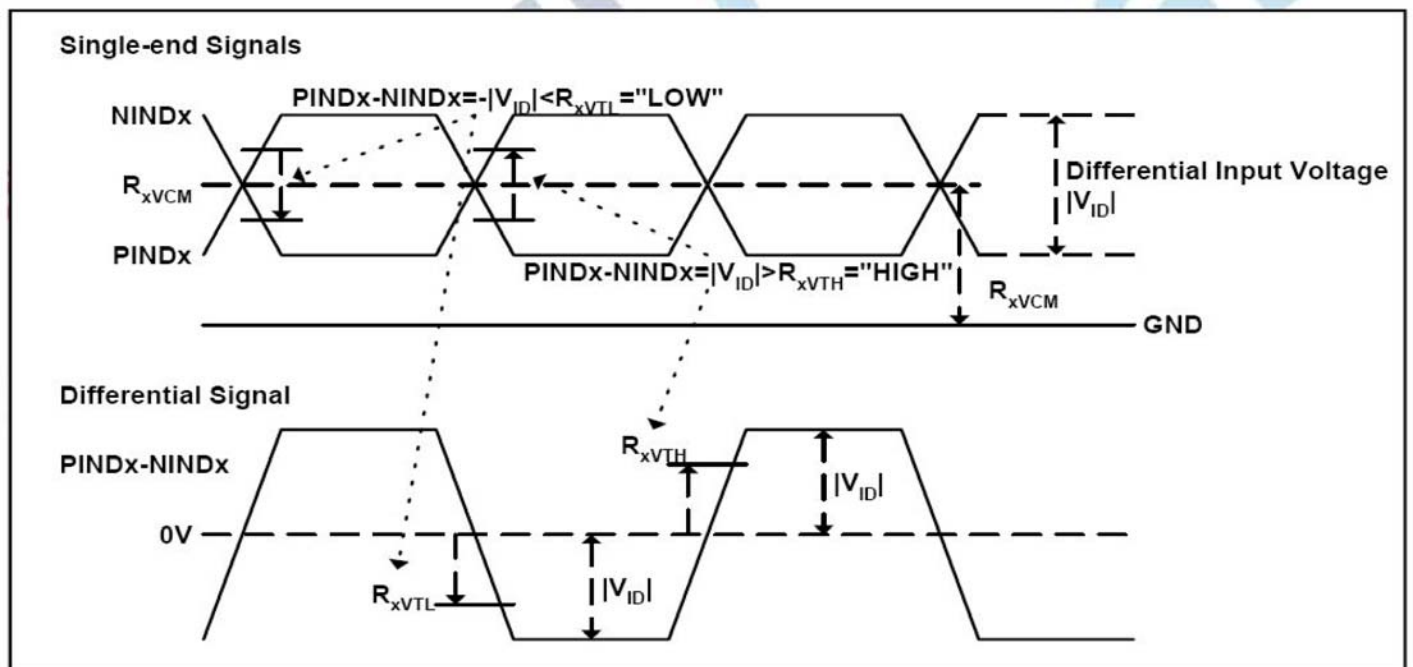 Single-end Signals
PINDx-NINDx=-|VID|<RxVTL="LOW"
NINDx
RxVCM
Differential Input Voltage
|VID|
PINDx
PINDx-NINDx=|VID|>RxVTH="HIGH"
RxVCM
GND
Differential Signal
PINDx-NINDx
RxVTH
|VID|
0V
RxVTL
|VID|